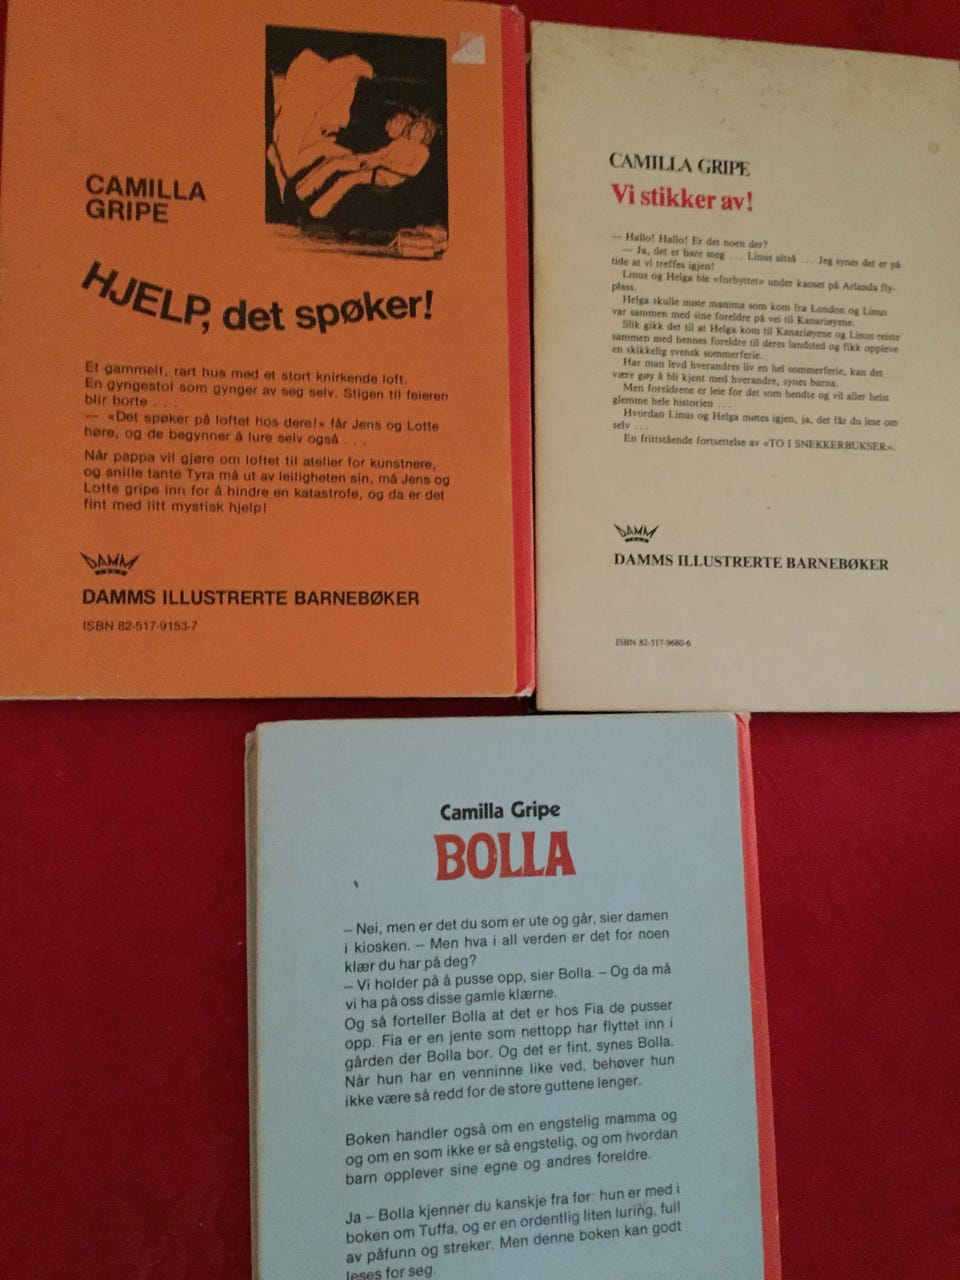 CAMILLA
GRIPE
HJELP, det spøker!
Et gammelt, rart hus med et stort knirkende loft.
En gyngestol som gynger av seg selv. Stigen til feieren
blir borte . . .
— «Det spøker på loftet hos dere!» får Jens og Lotte
høre, og de begynner å lure selv også . . .
Når pappa vil gjøre om loftet til atelier for kunstnere,
og snille tante Tyra må ut av leiligheten sin, må Jens og
Lotte gripe inn for å hindre en katastrofe, og da er det
fint med litt mystisk hjelp!
DAMM
DAMMS ILLUSTRERTE BARNEBØKER
ISBN 82-517-9153-7
CAMILLA GRIPE
Vi stikker av!
— Hallo! Hallo! Er det noen der?
— Ja, det er bare meg . . . Linus altså . . . Jeg synes det er på
tide at vi treffes igjen!
Linus og Helga ble «forbyttet» under kaoset på Arlanda fly-
plass.
Helga skulle møte mamma som kom fra London og Linus
var sammen med sine foreldre på vei til Kanariøyene.
Slik gikk det til at Helga kom til Kanariøyene og Linus reiste
sammen med hennes foreldre til deres landsted og fikk oppleve
en skikkelig svensk sommerferie.
Har man levd hverandres liv en hel sommerferie, kan det
være gøy å bli kjent med hverandre, synes barna.
Men foreldrene er leie for det som hendte og vil aller helst
glemme hele historien . . .
Hvordan Linus og Helga møtes igjen, ja, det får du lese om
selv . . .
En frittstående fortsettelse av «TO I SNEKKERBUKSER».
DAMM
DAMMS ILLUSTRERTE BARNEBØKER
ISBN 82-517-9680-6
Camilla Gripe
BOLLA
– Nei, men er det du som er ute og går, sier damen
i kiosken. – Men hva i all verden er det for noen
klær du har på deg?
– Vi holder på å pusse opp, sier Bolla. – Og da må
vi ha på oss disse gamle klærne.
Og så forteller Bolla at det er hos Fia de pusser
opp. Fia er en jente som nettopp har flyttet inn i
gården der Bolla bor. Og det er fint, synes Bolla.
Når hun har en venninne like ved, behøver hun
ikke være så redd for de store guttene lenger.
Boken handler også om en engstelig mamma og
og om en som ikke er så engstelig, og om hvordan
barn opplever sine egne og andres foreldre.
Ja – Bolla kjenner du kanskje fra før: hun er med i
boken om Tuffa, og er en ordentlig liten luring, full
av påfunn og streker. Men denne boken kan godt
leses for seg.